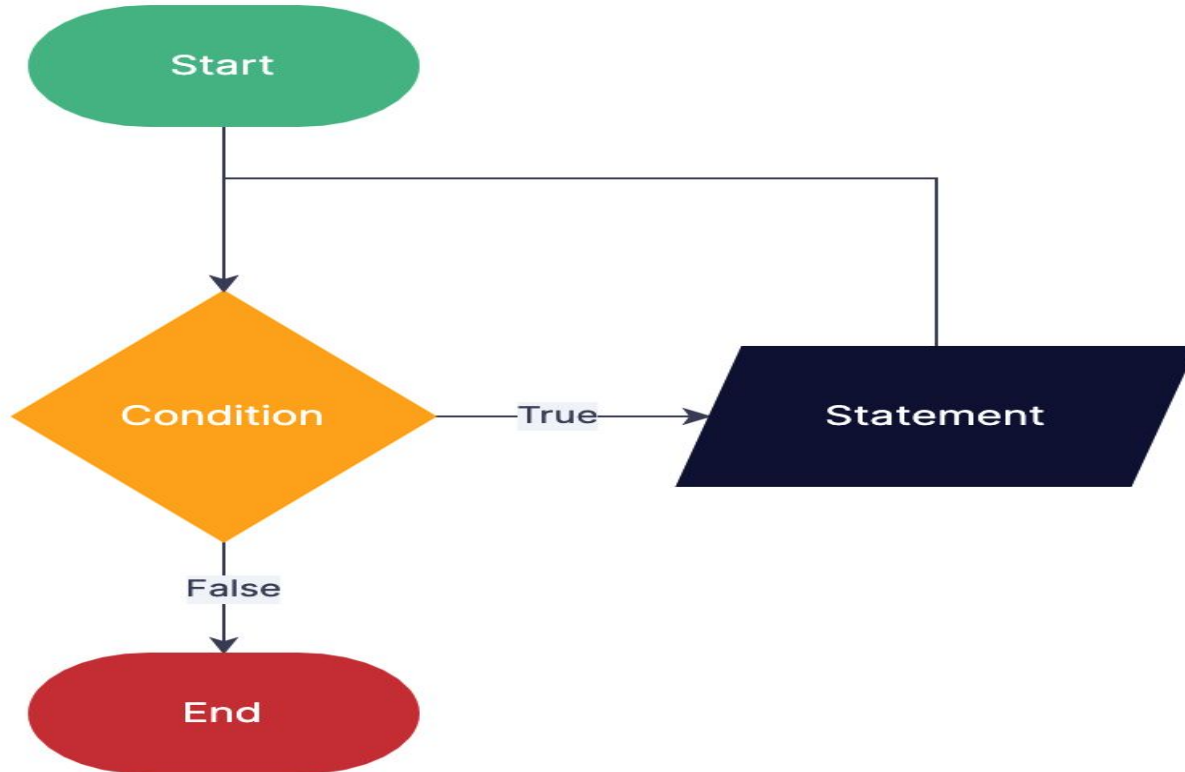 Start
Condition
True
Statement
False
End